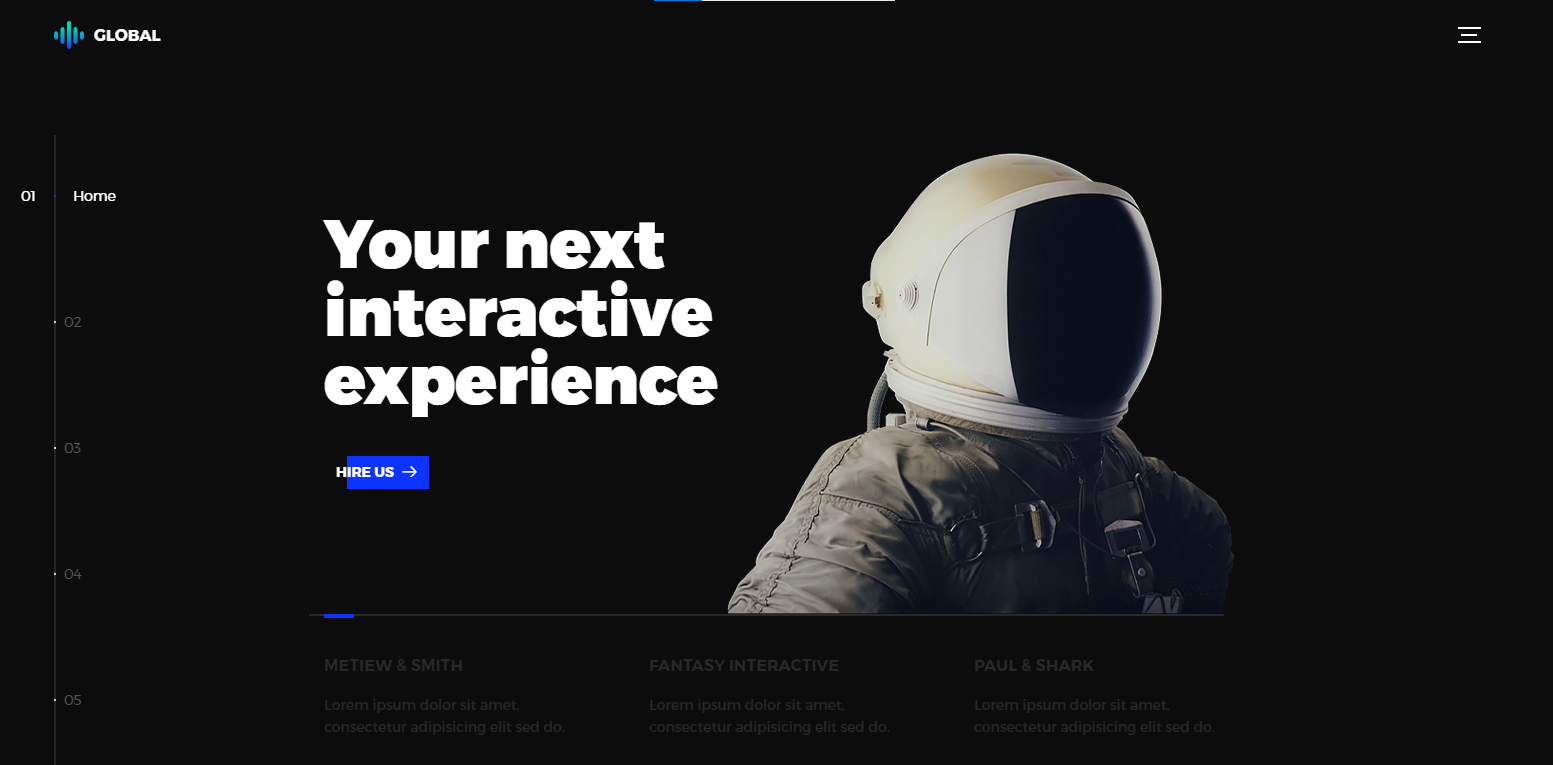 GLOBAL
01 Home
Your next
interactive
experience
02
03
HIRE US
04
METIEW & SMITH
Lorem ipsum dolor sit amet,
consectetur adipisicing elit sed do.
FANTASY INTERACTIVE
Lorem ipsum dolor sit amet,
consectetur adipisicing elit sed do.
PAUL & SHARK
Lorem ipsum dolor sit amet,
consectetur adipisicing elit sed do.
05